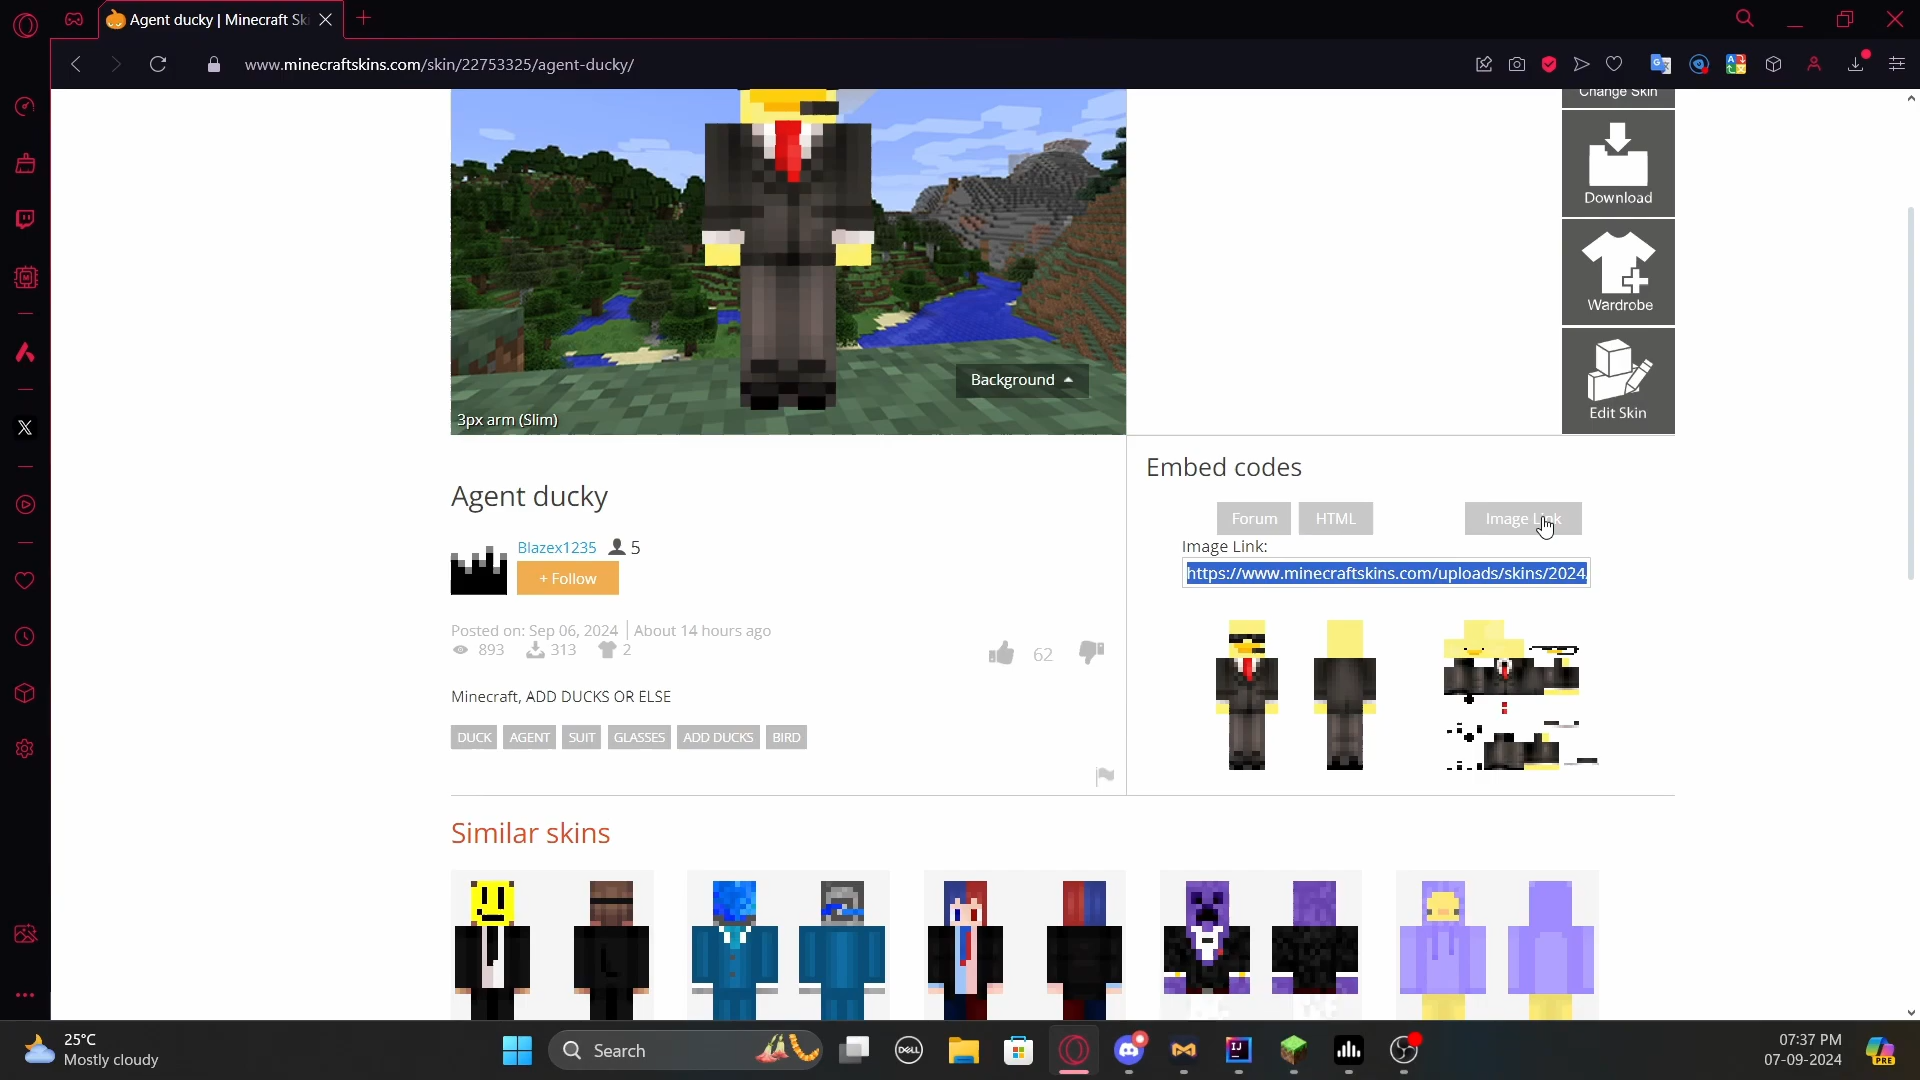 Agent ducky | Minecraft Sk
www.minecraftskins.com/skin/22753325/agent-ducky/
Change Skin
Download
Wardrobe
Edit Skin
Background
3px arm (Slim)
Agent ducky
Blazex1235 5
+ Follow
Posted on: Sep 06, 2024 | About 14 hours ago
893 313 2
62
Minecraft, ADD DUCKS OR ELSE
DUCK AGENT SUIT GLASSES ADD DUCKS BIRD
Embed codes
Forum HTML Image Link
Image Link:
https://www.minecraftskins.com/uploads/skins/2024
Similar skins
25°C
Mostly cloudy
Search
DELL
IJ
07:37 PM
07-09-2024
PRE